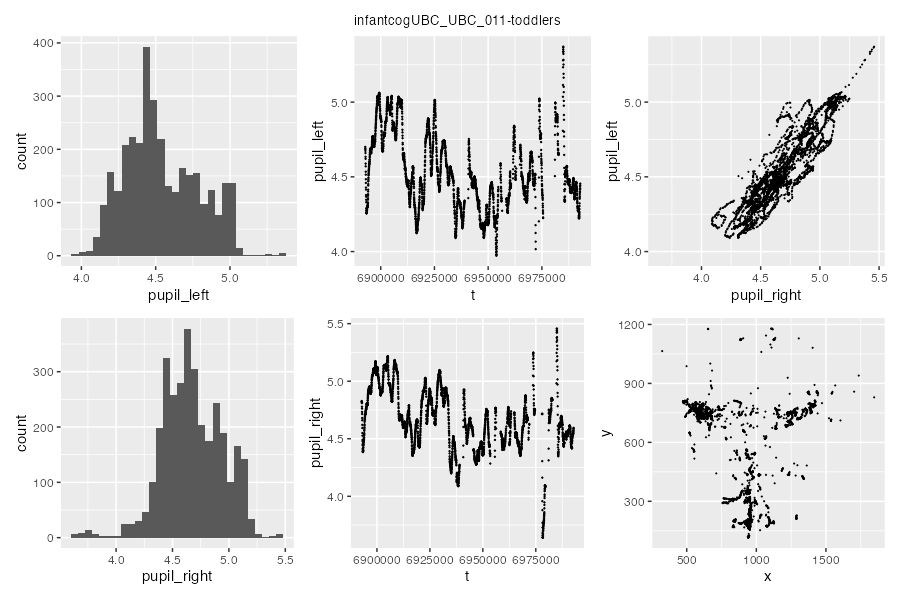 infantcogUBC_UBC_011-toddlers
400
300
200
100
0
count
4.0 4.5 5.0
pupil_left
5.0
4.5
4.0
pupil_left
6900000 6925000 6950000 6975000
t
5.0
4.5
4.0
pupil_left
4.0 4.5 5.0 5.5
pupil_right
300
200
100
0
count
4.0 4.5 5.0 5.5
pupil_right
5.5
5.0
4.5
4.0
pupil_right
6900000 6925000 6950000 6975000
t
1200
900
600
300
y
500 1000 1500
x